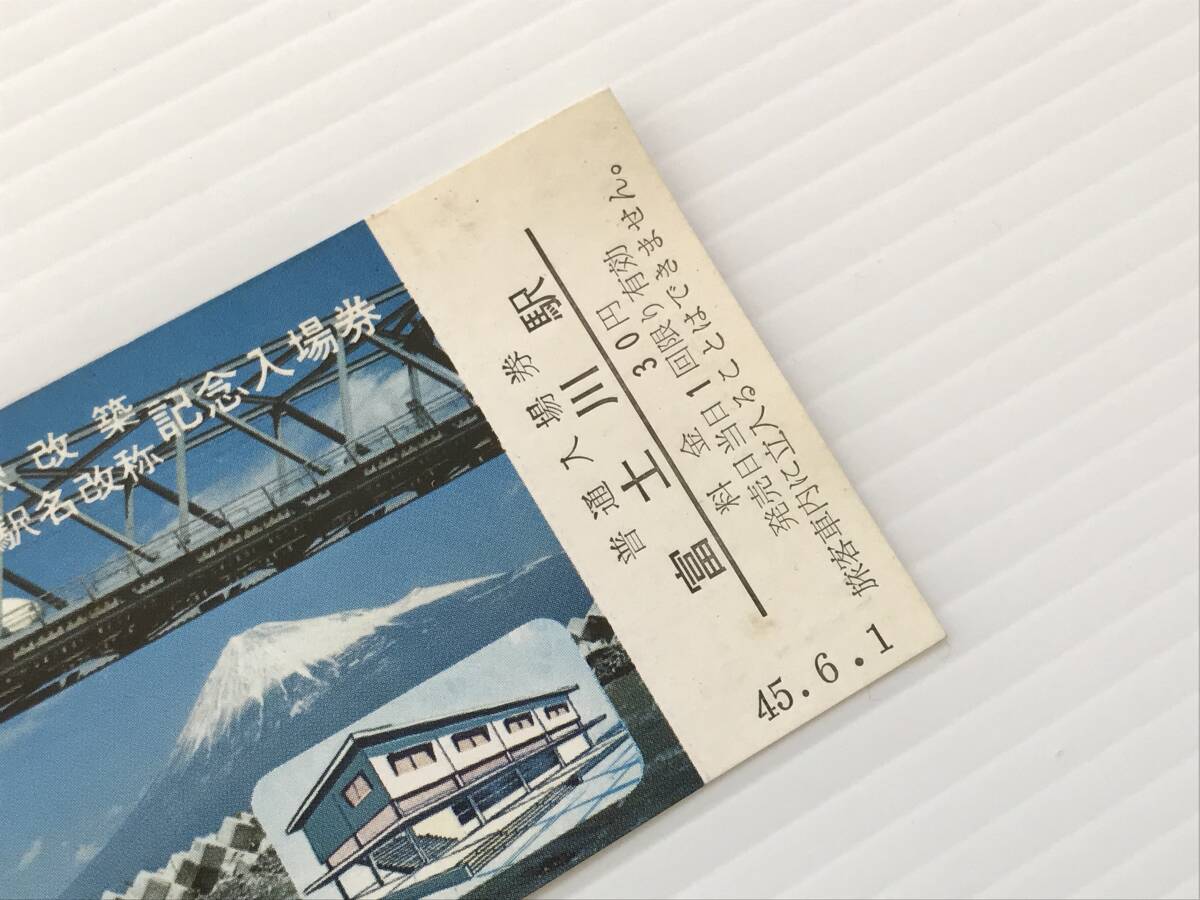 改築
駅名改称記念入場券
普通入場券
富士川駅
料金30円
発売日当日1回限り有効
旅客車内に立入ることはできません。
45.6.1